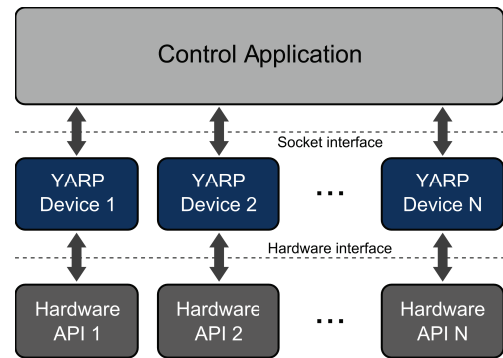 Control Application
Socket interface
YARP
Device 1
YARP
Device 2
...
YARP
Device N
Hardware interface
Hardware
API 1
Hardware
API 2
...
Hardware
API N